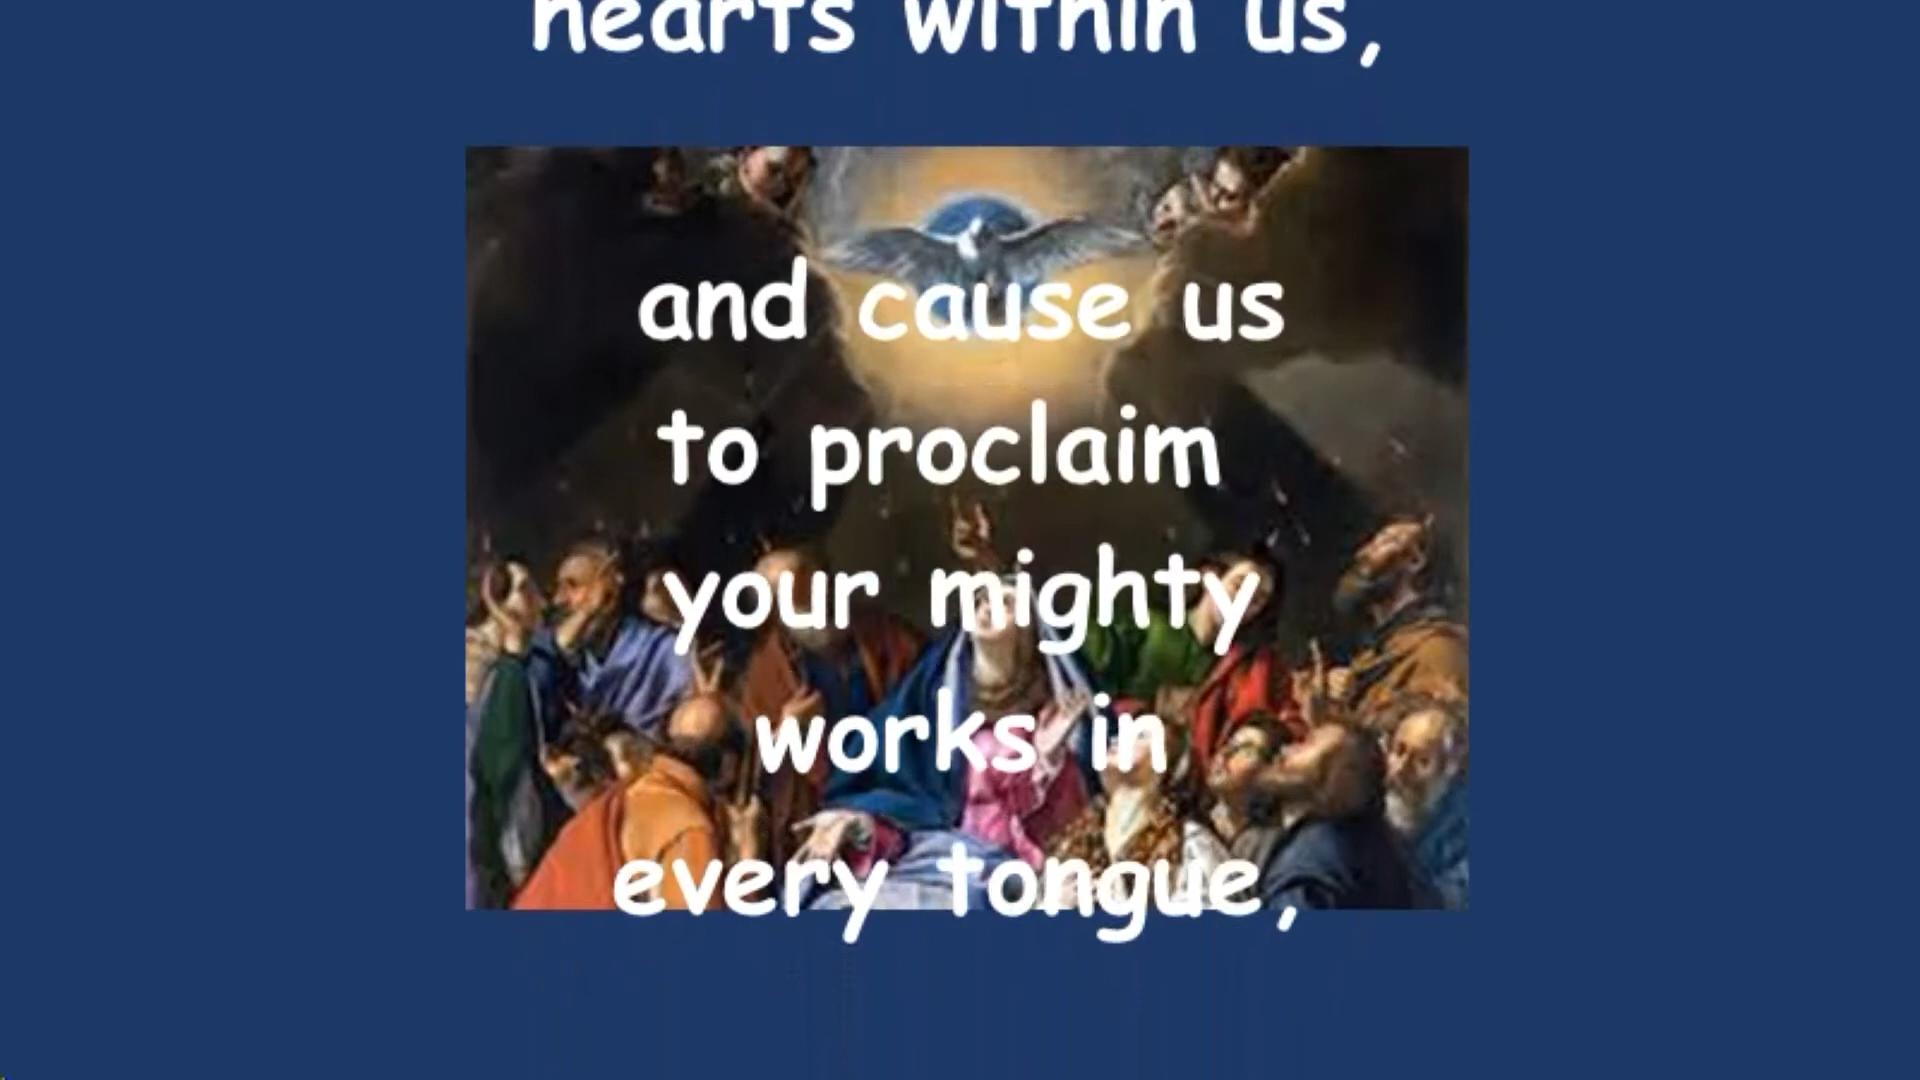 hearts within us,
and cause us
to proclaim
your mighty
works in
every tongue,